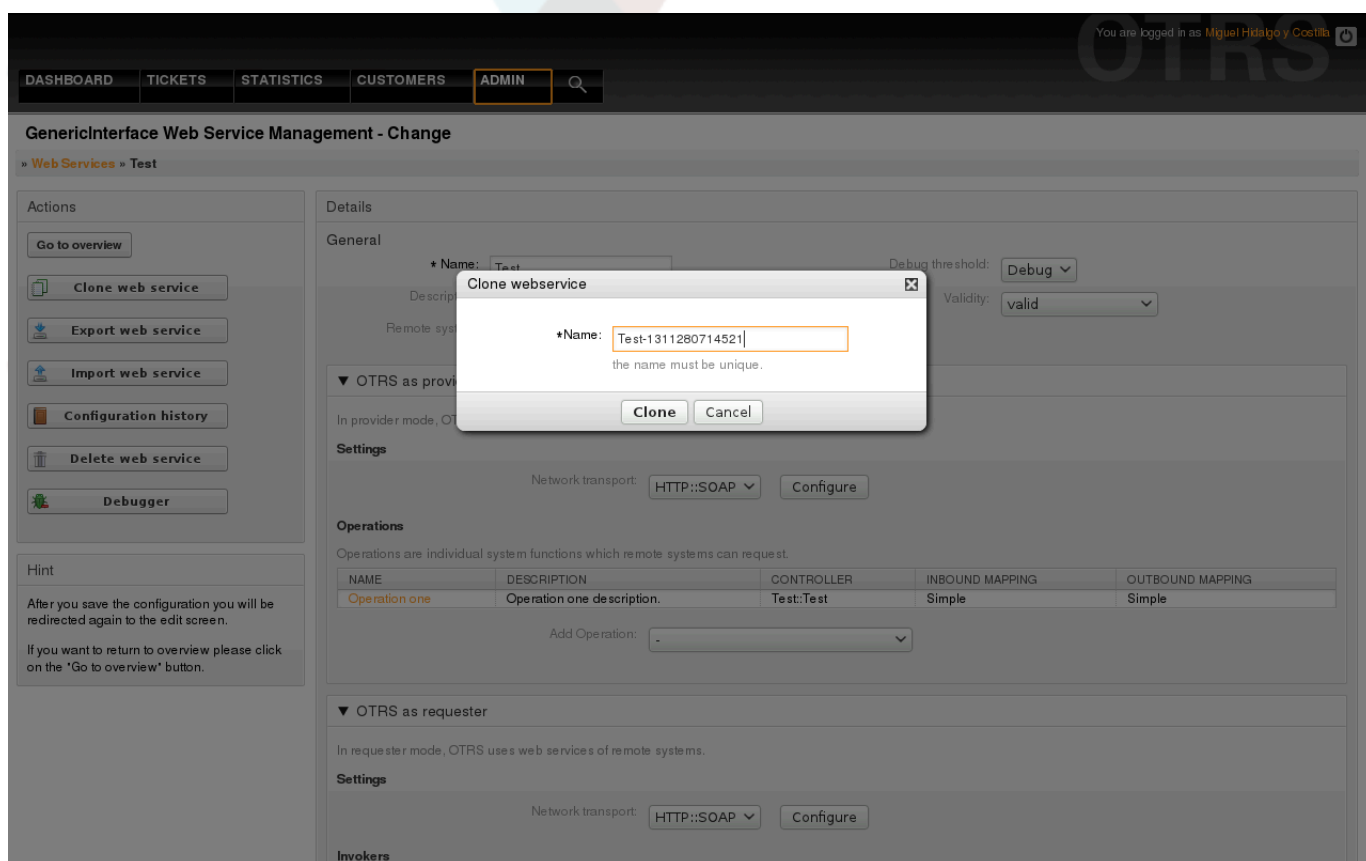 OTRS
You are logged in as Miguel Hidalgo y Costilla
DASHBOARD TICKETS STATISTICS CUSTOMERS ADMIN
GenericInterface Web Service Management - Change
» Web Services » Test
Actions
Go to overview
Clone web service
Export web service
Import web service
Configuration history
Delete web service
Debugger
Hint
After you save the configuration you will be
redirected again to the edit screen.
If you want to return to overview please click
on the "Go to overview" button.
Details
General
* Name: Test
Debug threshold: Debug
Validity: valid
Clone webservice
*Name: Test-1311280714521
the name must be unique.
Clone Cancel
▼ OTRS as
In provider mode,
Settings
Network transport: HTTP::SOAP Configure
Operations
Operations are individual system functions which remote systems can request.
NAME DESCRIPTION CONTROLLER INBOUND MAPPING OUTBOUND MAPPING
Operation one Operation one description. Test::Test Simple Simple
Add Operation: -
▼ OTRS as requester
In requester mode, OTRS uses web services of remote systems.
Settings
Network transport: HTTP::SOAP Configure
Invokers